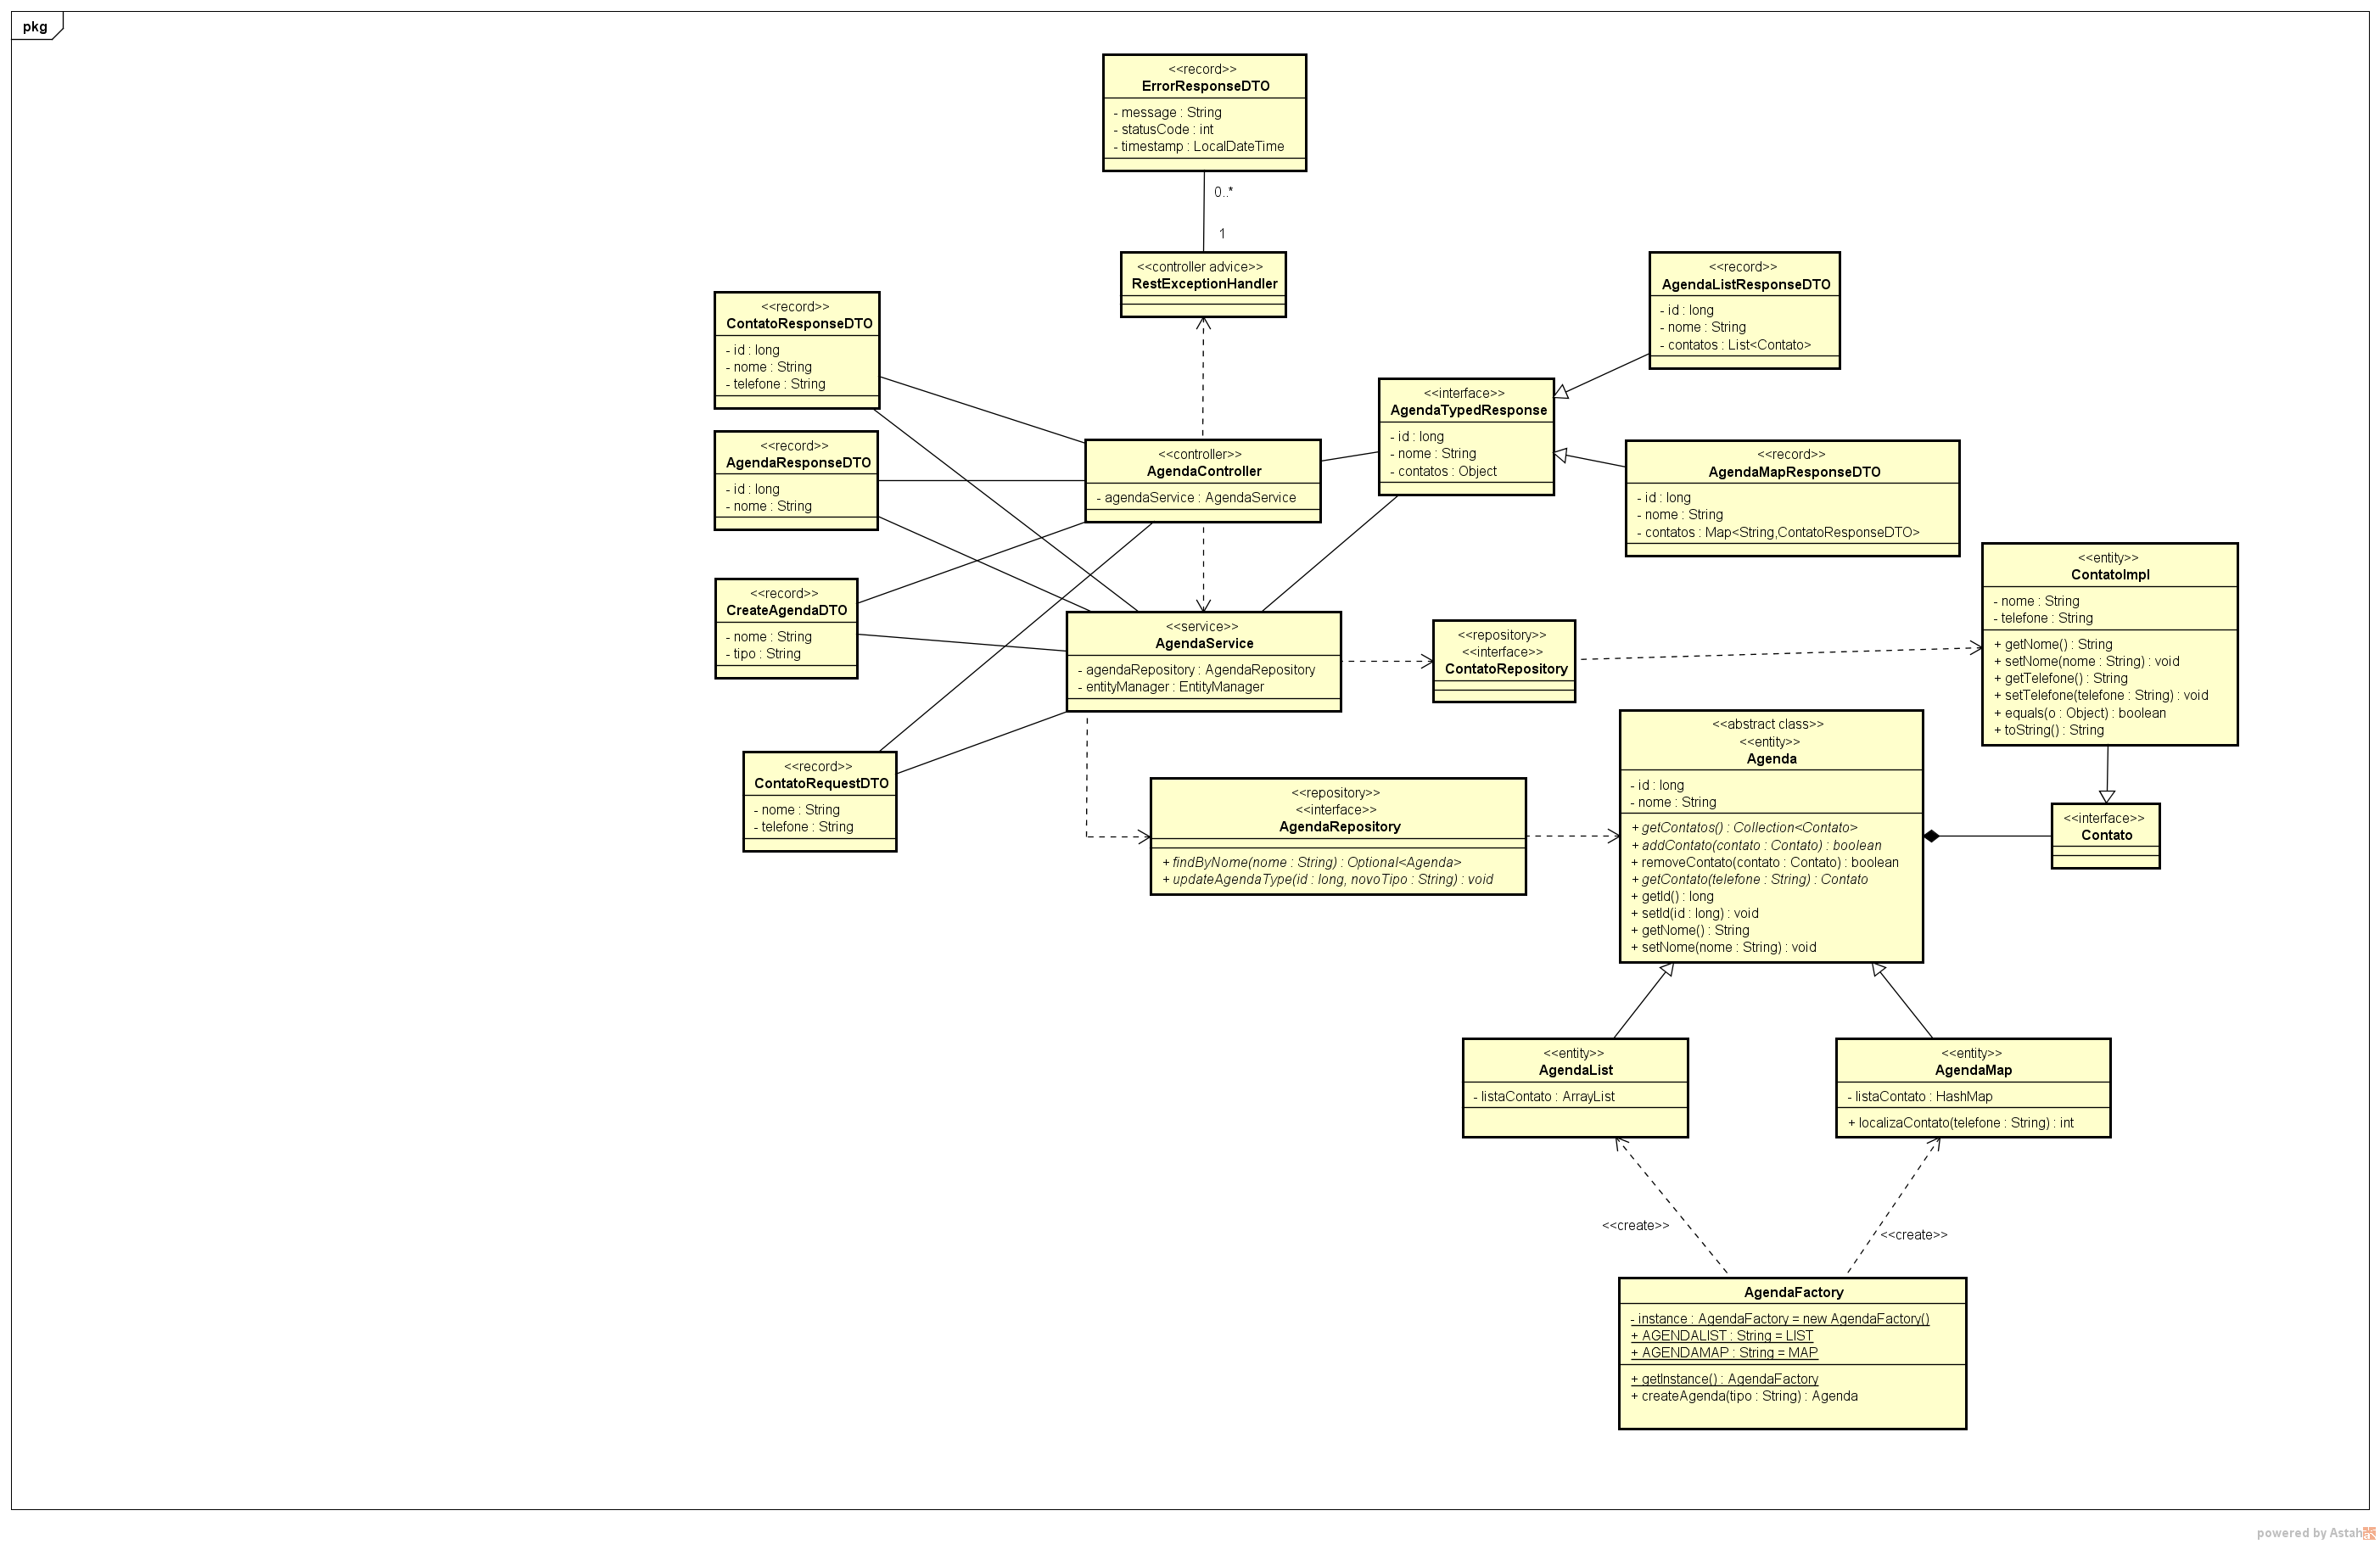 pkg
<<record>>
ErrorResponseDTO
- message : String
- statusCode : int
- timestamp : LocalDateTime
0..*
1
<<controller advice>>
RestExceptionHandler
<<record>>
AgendaListResponseDTO
- id : long
- nome : String
- contatos : List<Contato>
<<record>>
ContatoResponseDTO
- id : long
- nome : String
- telefone : String
<<interface>>
AgendaTypedResponse
- id : long
- nome : String
- contatos : Object
<<record>>
AgendaResponseDTO
- id : long
- nome : String
<<controller>>
AgendaController
- agendaService : AgendaService
<<record>>
AgendaMapResponseDTO
- id : long
- nome : String
- contatos : Map<String,ContatoResponseDTO>
<<entity>>
ContatoImpl
- nome : String
- telefone : String
+ getNome() : String
+ setNome(nome : String) : void
+ getTelefone() : String
+ setTelefone(telefone : String) : void
+ equals(o : Object) : boolean
+ toString() : String
<<record>>
CreateAgendaDTO
- nome : String
- tipo : String
<<service>>
AgendaService
- agendaRepository : AgendaRepository
- entityManager : EntityManager
<<repository>>
<<interface>>
ContatoRepository
<<abstract class>>
<<entity>>
Agenda
- id : long
- nome : String
+ getContatos() : Collection<Contato>
+ addContato(contato : Contato) : boolean
+ removeContato(contato : Contato) : boolean
+ getContato(telefone : String) : Contato
+ getId() : long
+ setId(id : long) : void
+ getNome() : String
+ setNome(nome : String) : void
<<record>>
ContatoRequestDTO
- nome : String
- telefone : String
<<repository>>
<<interface>>
AgendaRepository
+ findByNome(nome : String) : Optional<Agenda>
+ updateAgendaType(id : long, novoTipo : String) : void
<<interface>>
Contato
<<entity>>
AgendaList
- listaContato : ArrayList
<<entity>>
AgendaMap
- listaContato : HashMap
+ localizaContato(telefone : String) : int
<<create>>
<<create>>
AgendaFactory
- instance : AgendaFactory = new AgendaFactory()
+ AGENDALIST : String = LIST
+ AGENDAMAP : String = MAP
+ getInstance() : AgendaFactory
+ createAgenda(tipo : String) : Agenda
powered by Astah